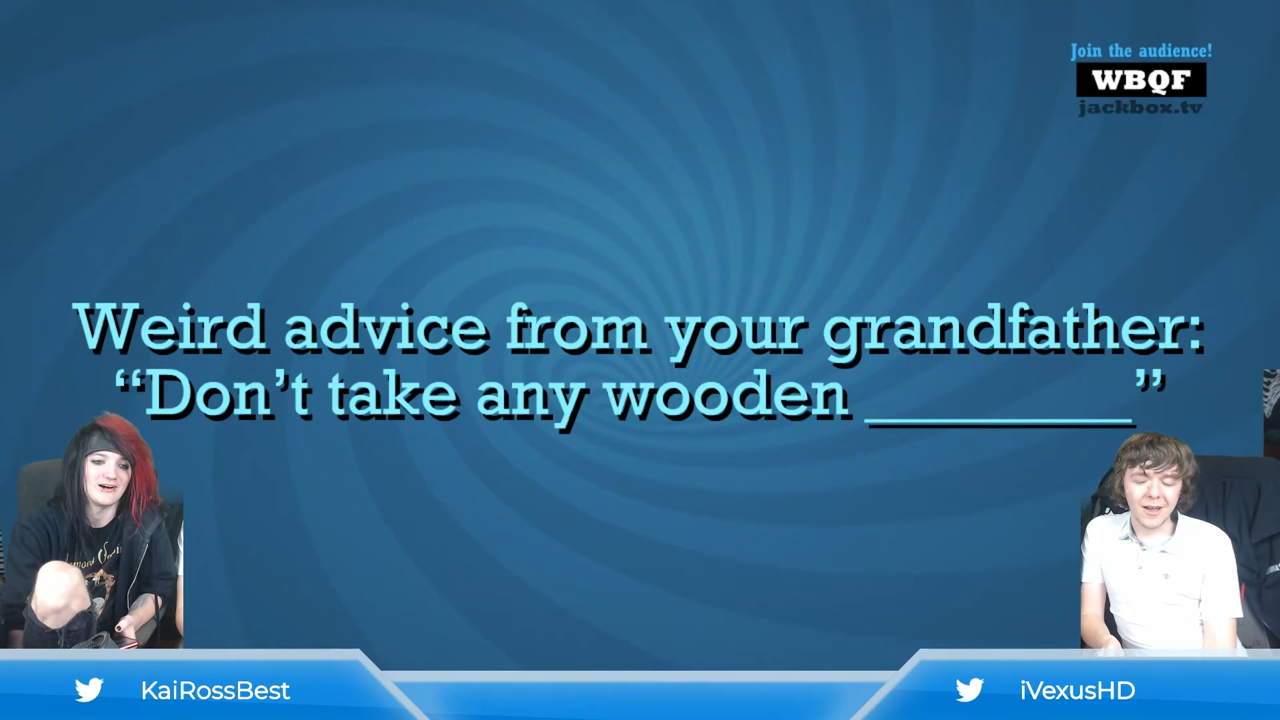 Join the audience!
WBQF
jackbox.tv
Weird advice from your grandfather:
“Don’t take any wooden ________”
KaiRossBest
iVexusHD